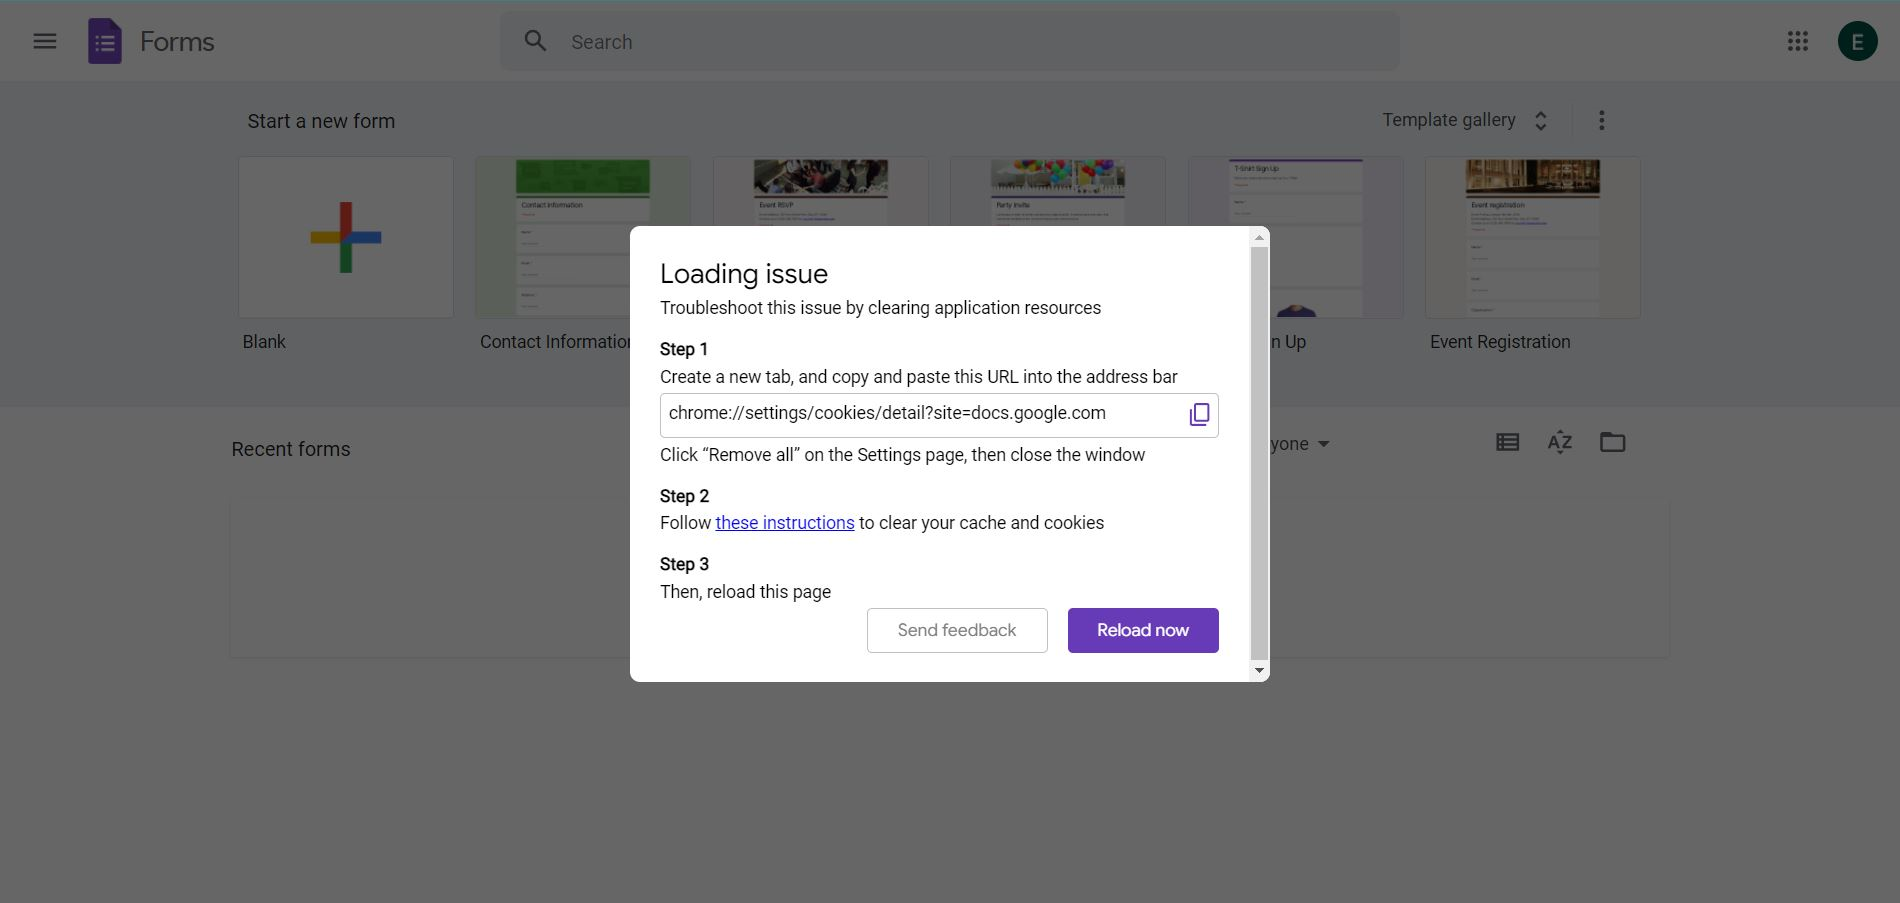 Forms
Search
E
Start a new form
Template gallery
Contact Information
Event RSVP
Party Invite
T-Shirt Sign Up
Event registration
Blank
Contact Informatio
n Up
Event Registration
Loading issue
Troubleshoot this issue by clearing application resources
Step 1
Create a new tab, and copy and paste this URL into the address bar
chrome://settings/cookies/detail?site=docs.google.com
Click “Remove all” on the Settings page, then close the window
Step 2
Follow these instructions to clear your cache and cookies
Step 3
Then, reload this page
Send feedback
Reload now
Recent forms
yone
AZ